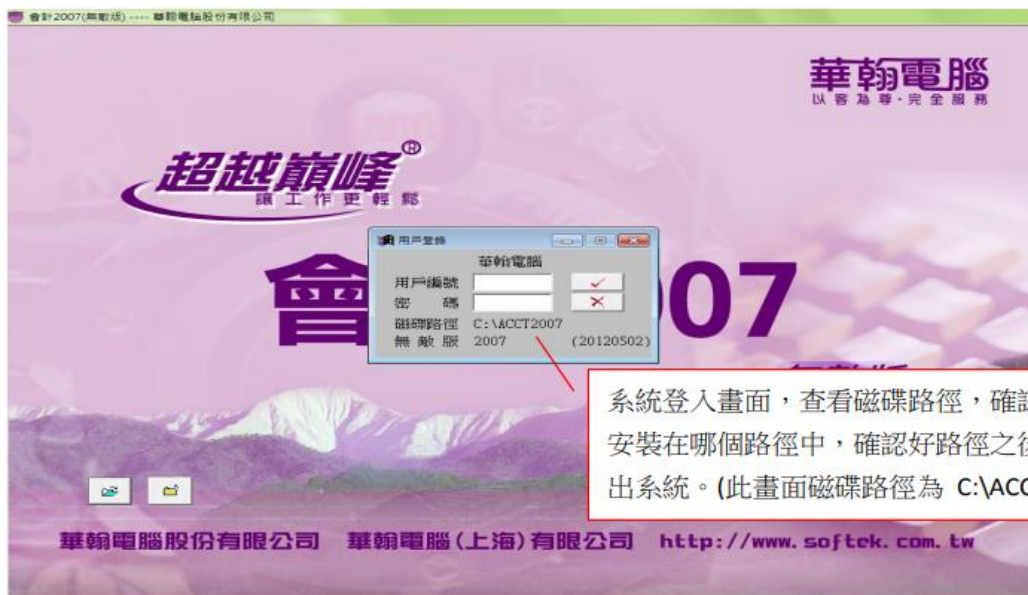 會計2007(無敵版) ---- 華翰電腦股份有限公司
華翰電腦
以客為尊·完全服務
超越巔峰®
讓工作更輕鬆
用戶登錄
華翰電腦
用戶編號
密 碼
磁碟路徑 C:\ACCT2007
無敵版 2007 (20120502)
會
007
系統登入畫面，查看磁碟路徑，確認
安裝在哪個路徑中，確認好路徑之後
出系統。(此畫面磁碟路徑為 C:\ACC
華翰電腦股份有限公司 華翰電腦(上海)有限公司 http://www.softek.com.tw